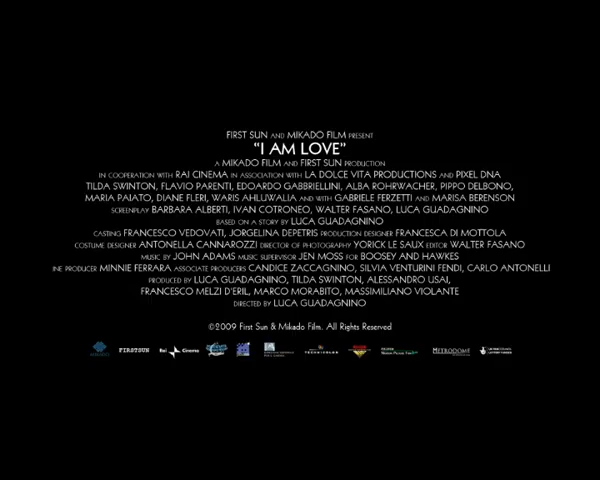 FIRST SUN AND MIKADO FILM PRESENT
“I AM LOVE”
A MIKADO FILM AND FIRST SUN PRODUCTION
IN COOPERATION WITH RAI CINEMA IN ASSOCIATION WITH LA DOLCE VITA PRODUCTIONS AND PIXEL DNA
TILDA SWINTON, FLAVIO PARENTI, EDOARDO GABBRIELLINI, ALBA ROHRWACHER, PIPPO DELBONO,
MARIA PAIATO, DIANE FLERI, WARIS AHLUWALIA AND WITH GABRIELE FERZETTI AND MARISA BERENSON
SCREENPLAY BARBARA ALBERTI, IVAN COTRONEO, WALTER FASANO, LUCA GUADAGNINO
BASED ON A STORY BY LUCA GUADAGNINO
CASTING FRANCESCO VEDOVATI, JORGELINA DEPETRIS PRODUCTION DESIGNER FRANCESCA DI MOTTOLA
COSTUME DESIGNER ANTONELLA CANNAROZZI DIRECTOR OF PHOTOGRAPHY YORICK LE SAUX EDITOR WALTER FASANO
MUSIC BY JOHN ADAMS MUSIC SUPERVISOR JEN MOSS FOR BOOSEY AND HAWKES
INE PRODUCER MINNIE FERRARA ASSOCIATE PRODUCERS CANDICE ZACCAGNINO, SILVIA VENTURINI FENDI, CARLO ANTONELLI
PRODUCED BY LUCA GUADAGNINO, TILDA SWINTON, ALESSANDRO USAI,
FRANCESCO MELZI D'ERIL, MARCO MORABITO, MASSIMILIANO VIOLANTE
DIRECTED BY LUCA GUADAGNINO
©2009 First Sun & Mikado Film. All Rights Reserved
FIRSTSUN Rai Cinema TECHNICOLOR METRODOME